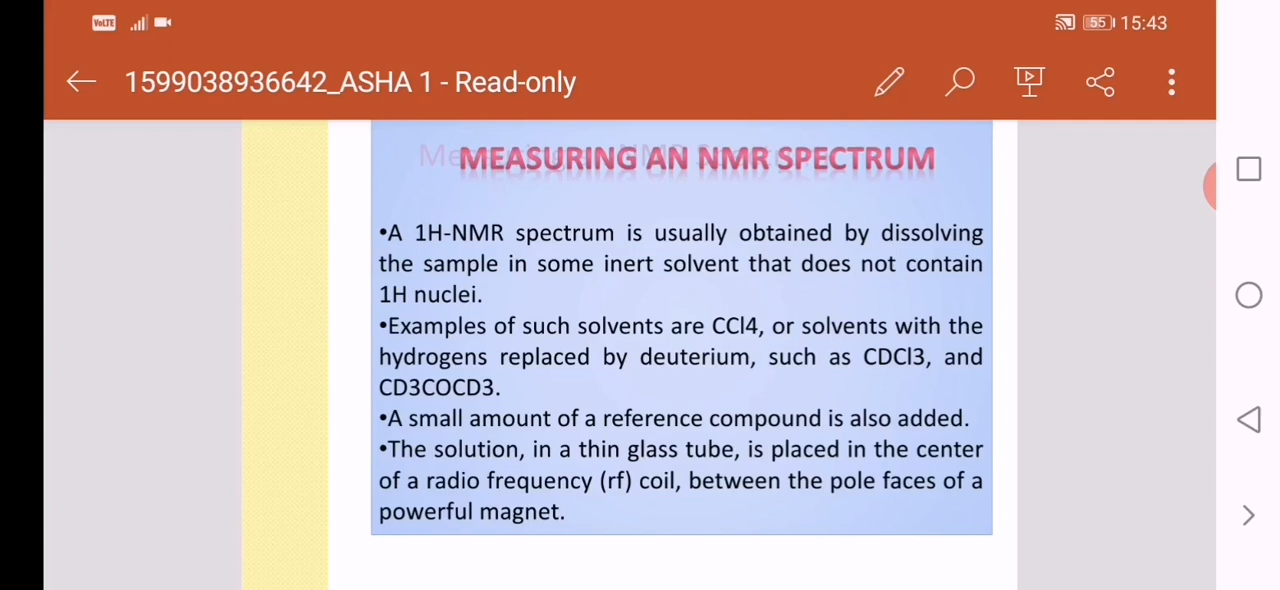 VoLTE 55 15:43
1599038936642_ASHA 1 - Read-only
MEASURING AN NMR SPECTRUM
•A 1H-NMR spectrum is usually obtained by dissolving
the sample in some inert solvent that does not contain
1H nuclei.
•Examples of such solvents are CCl4, or solvents with the
hydrogens replaced by deuterium, such as CDCl3, and
CD3COCD3.
•A small amount of a reference compound is also added.
•The solution, in a thin glass tube, is placed in the center
of a radio frequency (rf) coil, between the pole faces of a
powerful magnet.